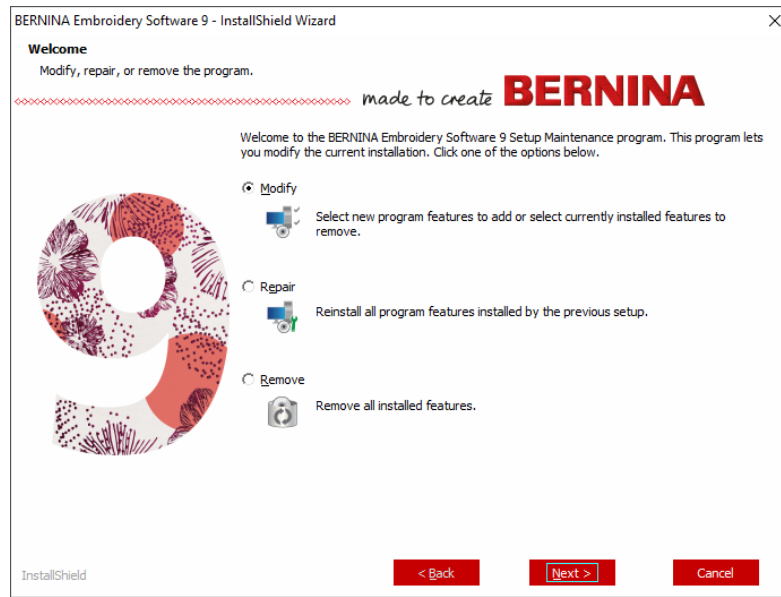 BERNINA Embroidery Software 9 - InstallShield Wizard
Welcome
Modify, repair, or remove the program.
made to create BERNINA
Welcome to the BERNINA Embroidery Software 9 Setup Maintenance program. This program lets
you modify the current installation. Click one of the options below.
Modify
Select new program features to add or select currently installed features to
remove.
Repair
Reinstall all program features installed by the previous setup.
Remove
Remove all installed features.
9
InstallShield
< Back
Next >
Cancel